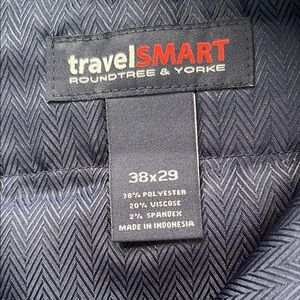 travelSMART
ROUNDTREE & YORKE
38x29
78% POLYESTER
20% VISCOSE
2% SPANDEX
MADE IN INDONESIA